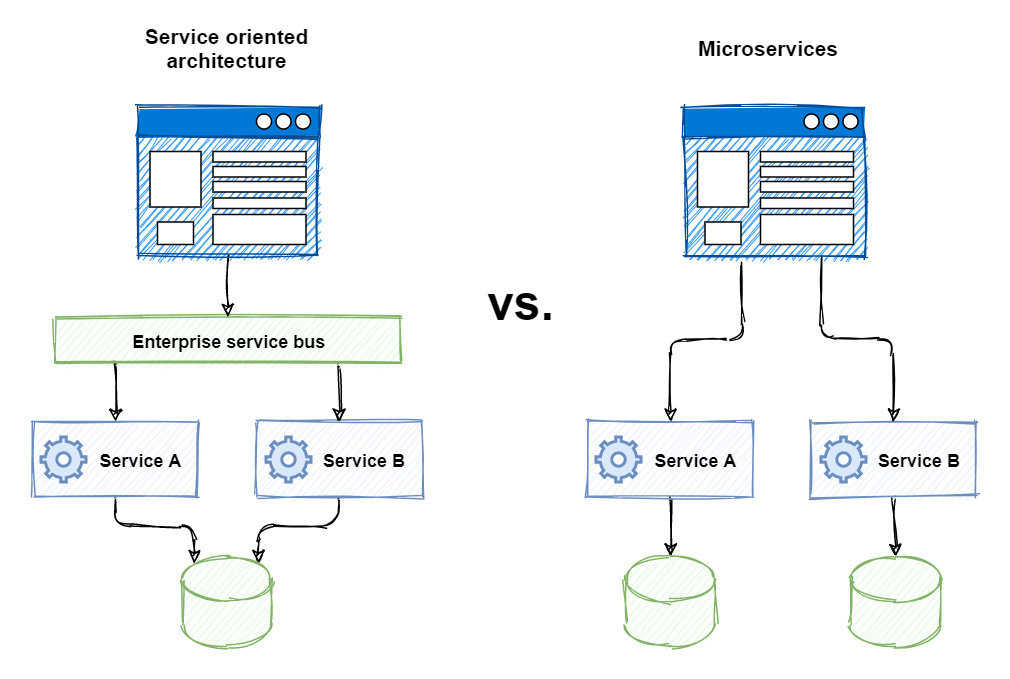 Service oriented
architecture
Microservices
vs.
Enterprise service bus
Service A
Service B
Service A
Service B